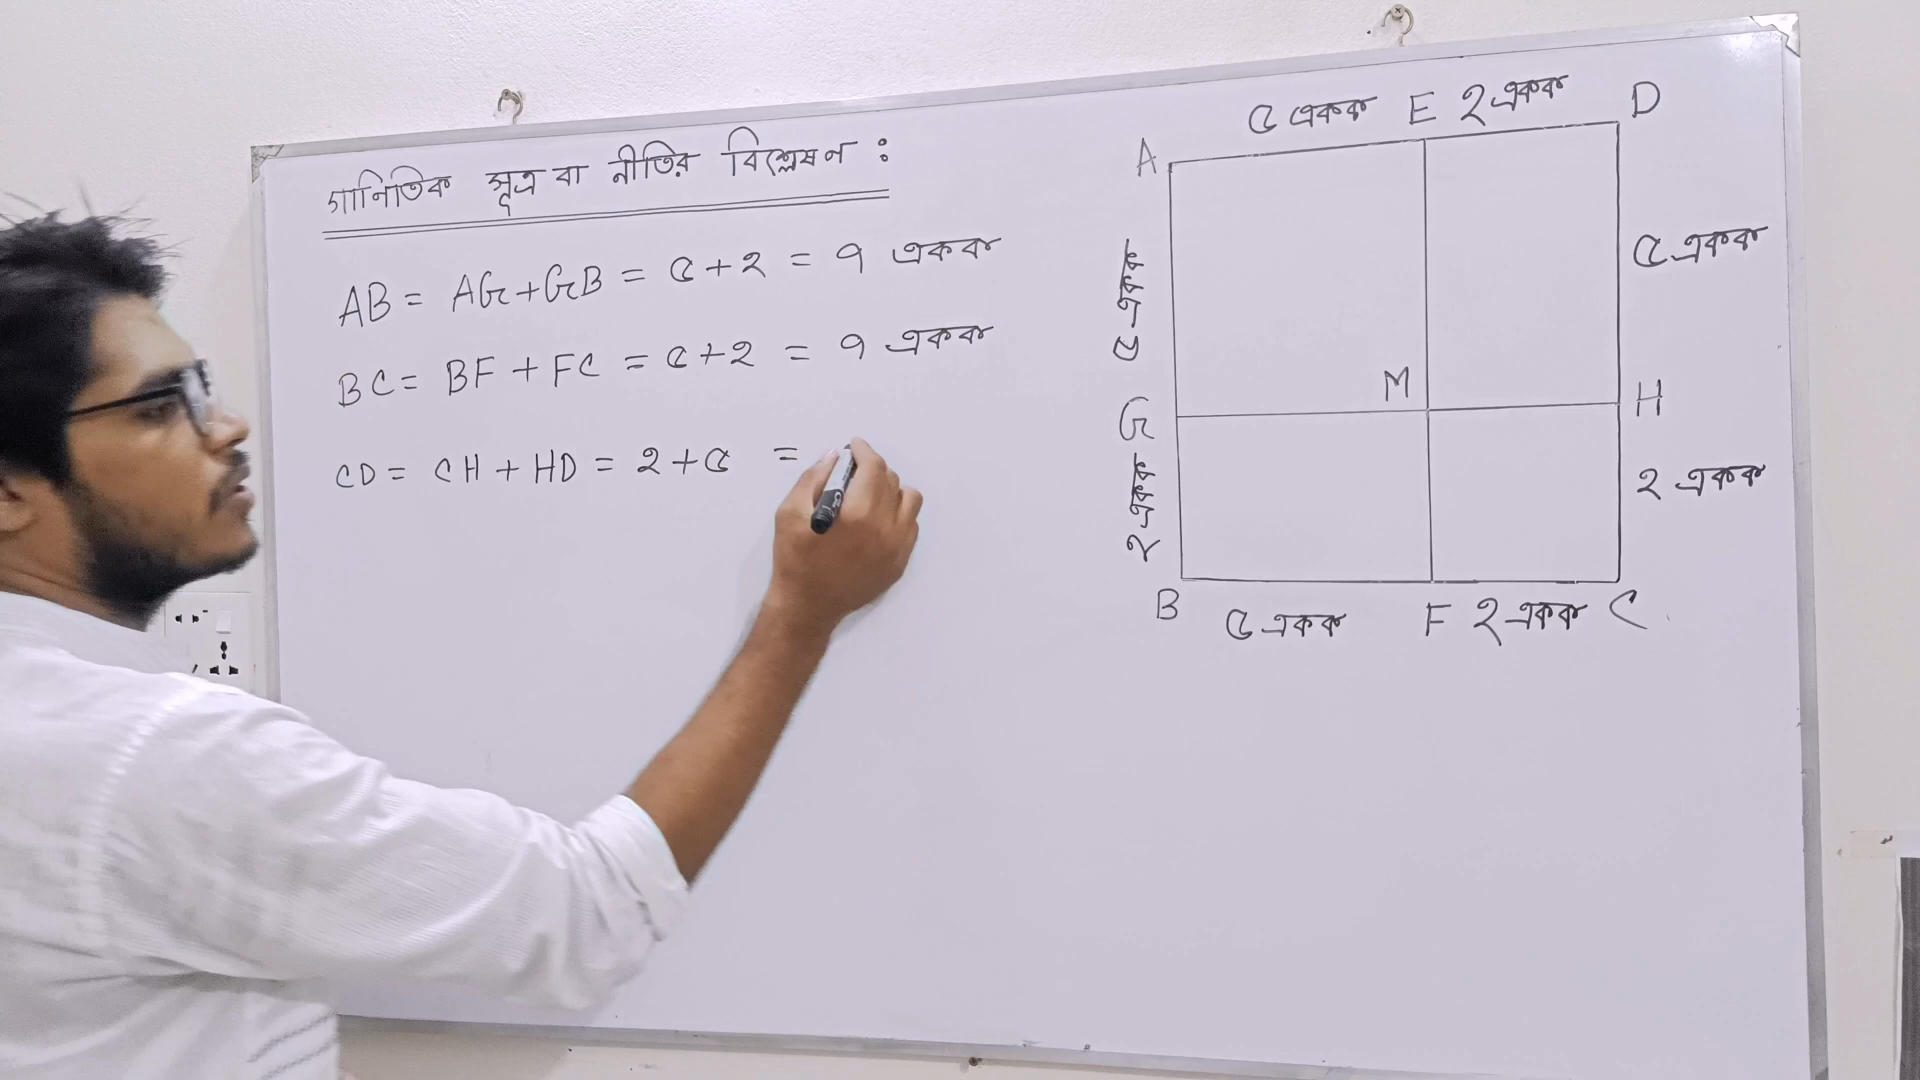 গানিতিক সূত্র বা নীতির বিশ্লেষন :
AB = AG + GB = ৫ + ২ = ৭ একক
BC = BF + FC = ৫ + ২ = ৭ একক
CD = CH + HD = ২ + ৫ =
৫ একক E ২ একক D
A
৫ একক
৫ একক
M
H
G
২ একক
২ একক
B ৫ একক F ২ একক C